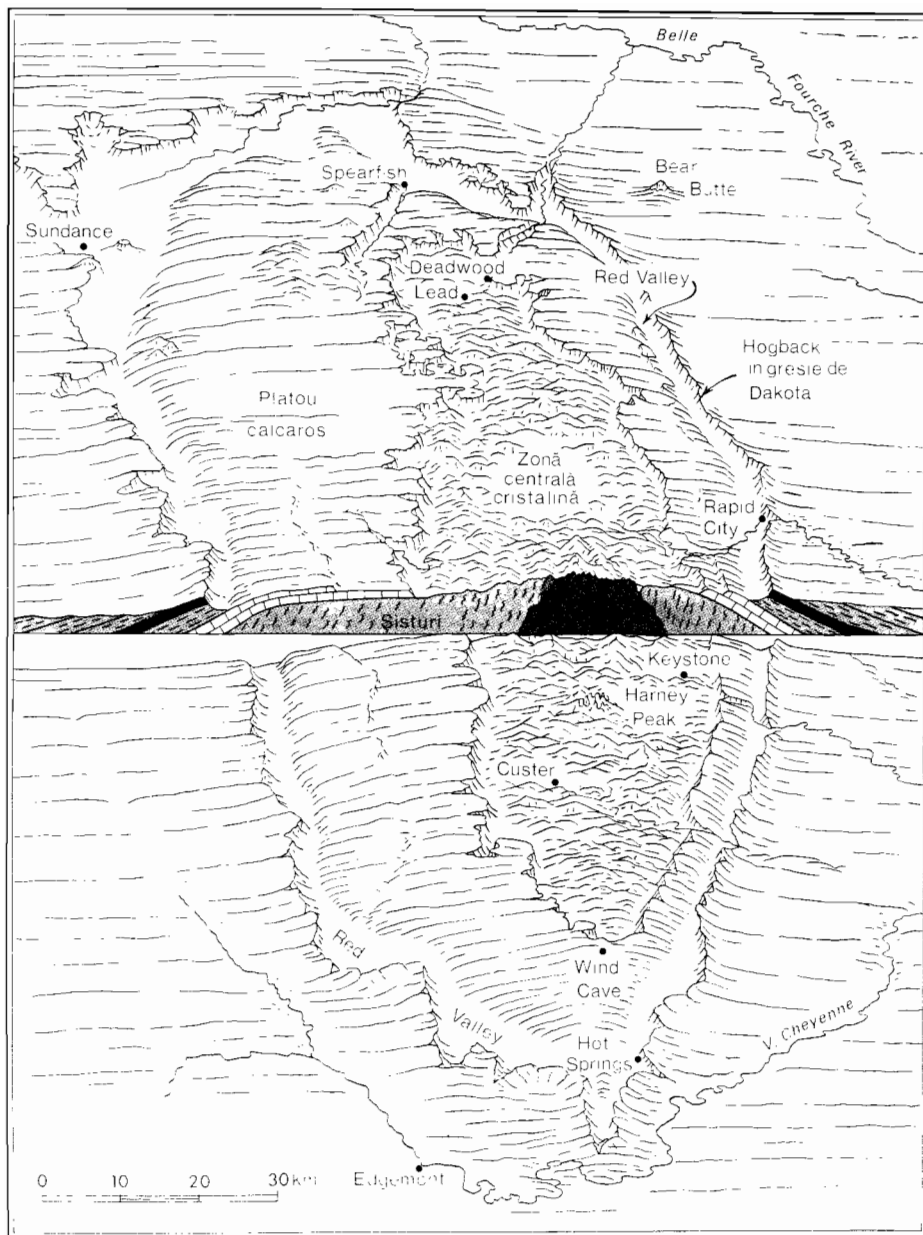 Belle
Fourche
River
Bear
Butte
Spearfish
Sundance
Deadwood
Lead
Red Valley
Hogback
in gresie de
Dakota
Platou
calcaros
Zonă
centrală
cristalină
Rapid
City
Șisturi
Keystone
Harney
Peak
Custer
Red
Valley
Wind
Cave
Hot
Springs
V. Cheyenne
0 10 20 30 km
Edgemont